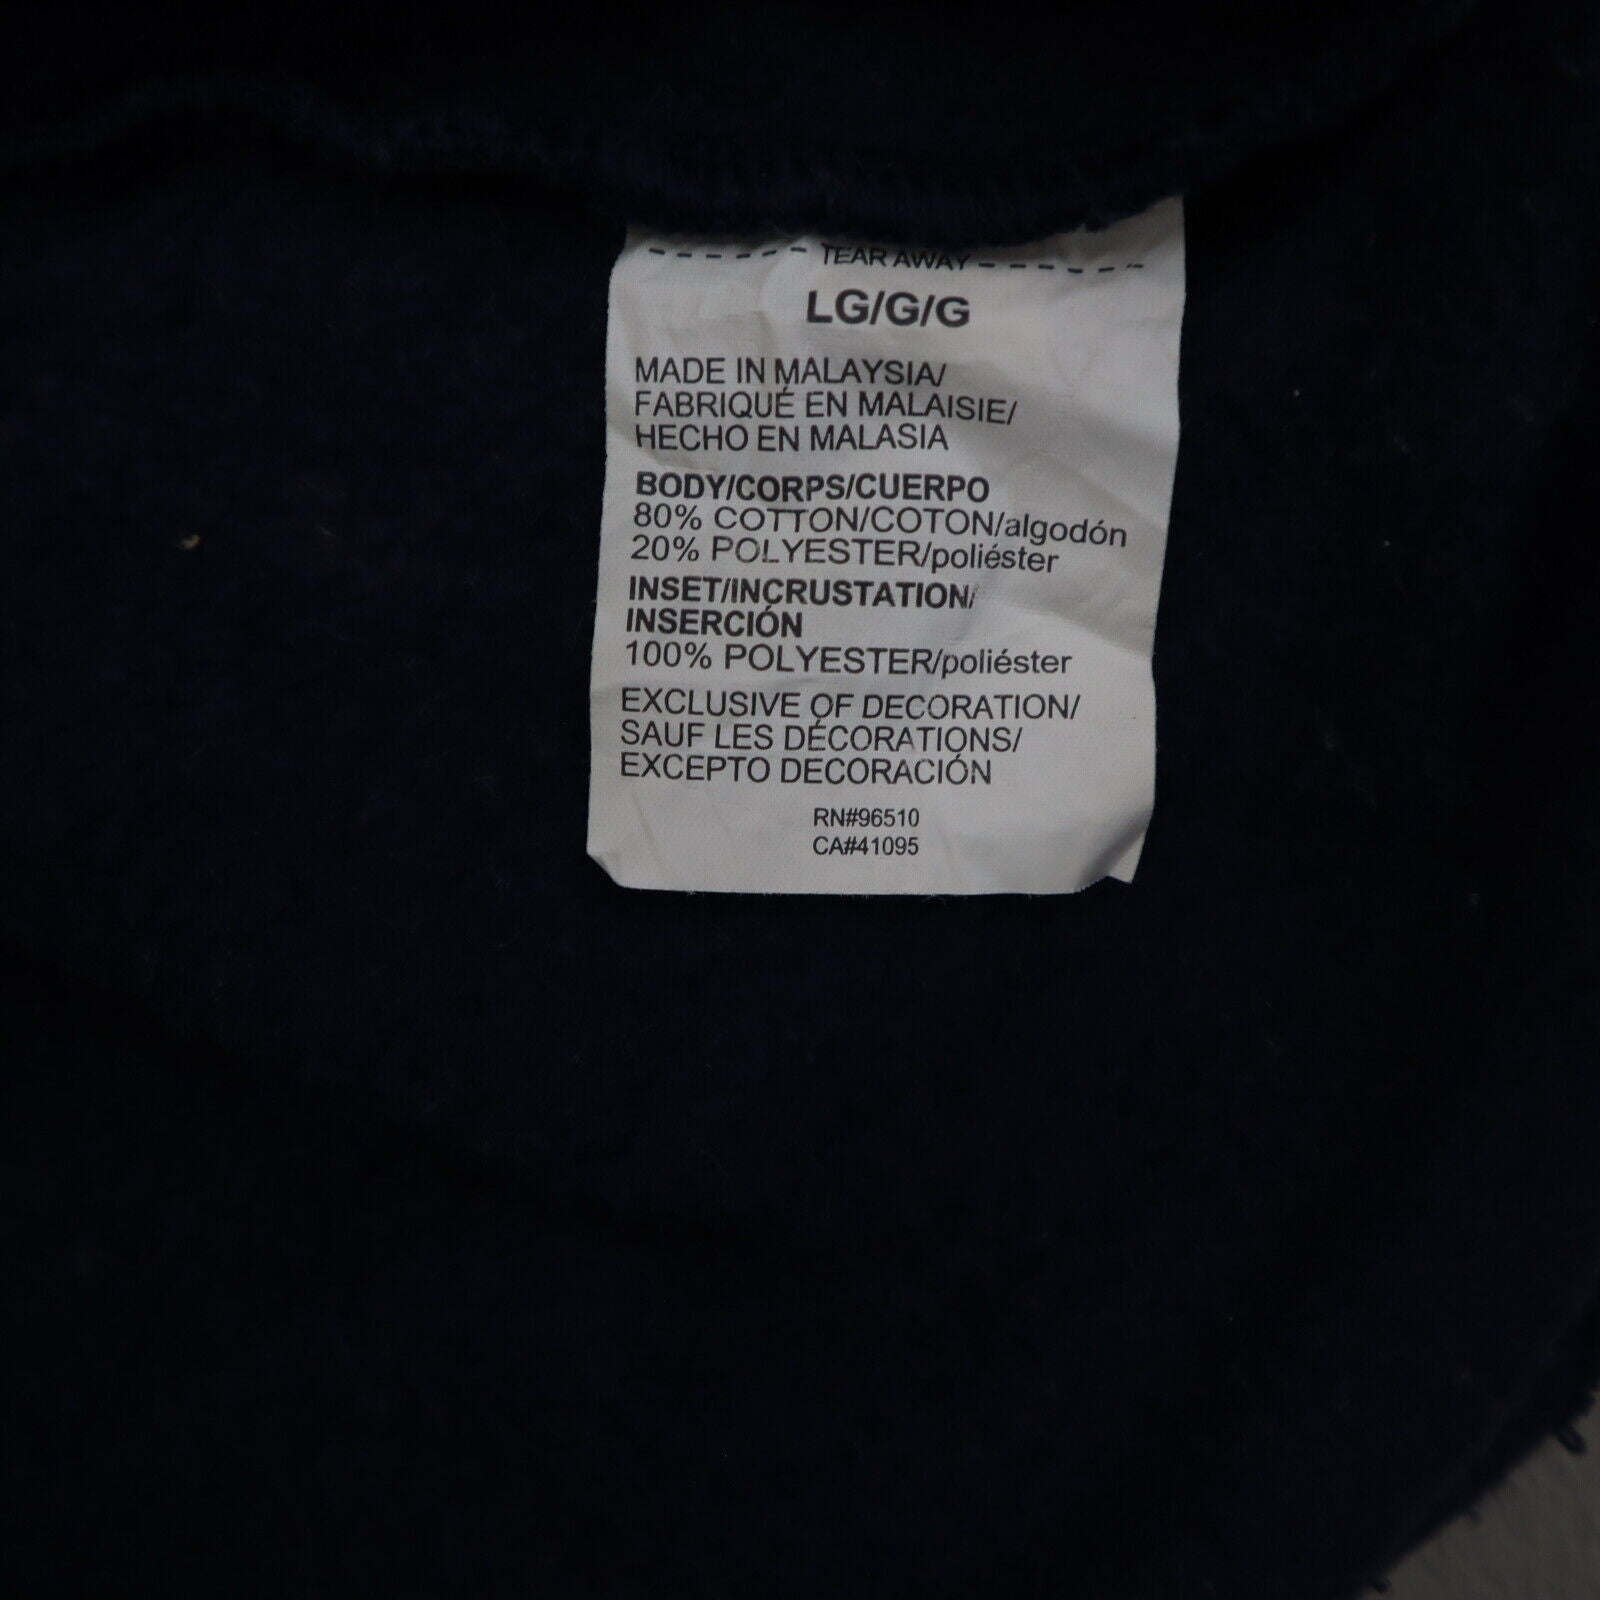 TEAR AWAY
LG/G/G
MADE IN MALAYSIA/
FABRIQUÉ EN MALAISIE/
HECHO EN MALASIA
BODY/CORPS/CUERPO
80% COTTON/COTON/algodón
20% POLYESTER/poliéster
INSET/INCRUSTATION/
INSERCIÓN
100% POLYESTER/poliéster
EXCLUSIVE OF DECORATION/
SAUF LES DÉCORATIONS/
EXCEPTO DECORACIÓN
RN#96510
CA#41095